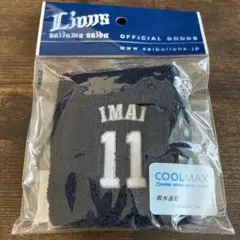 Lions
saitama seibu
OFFICIAL GOODS
www.seibulions.jp
IMAI
11
COOLMAX
吸水速乾